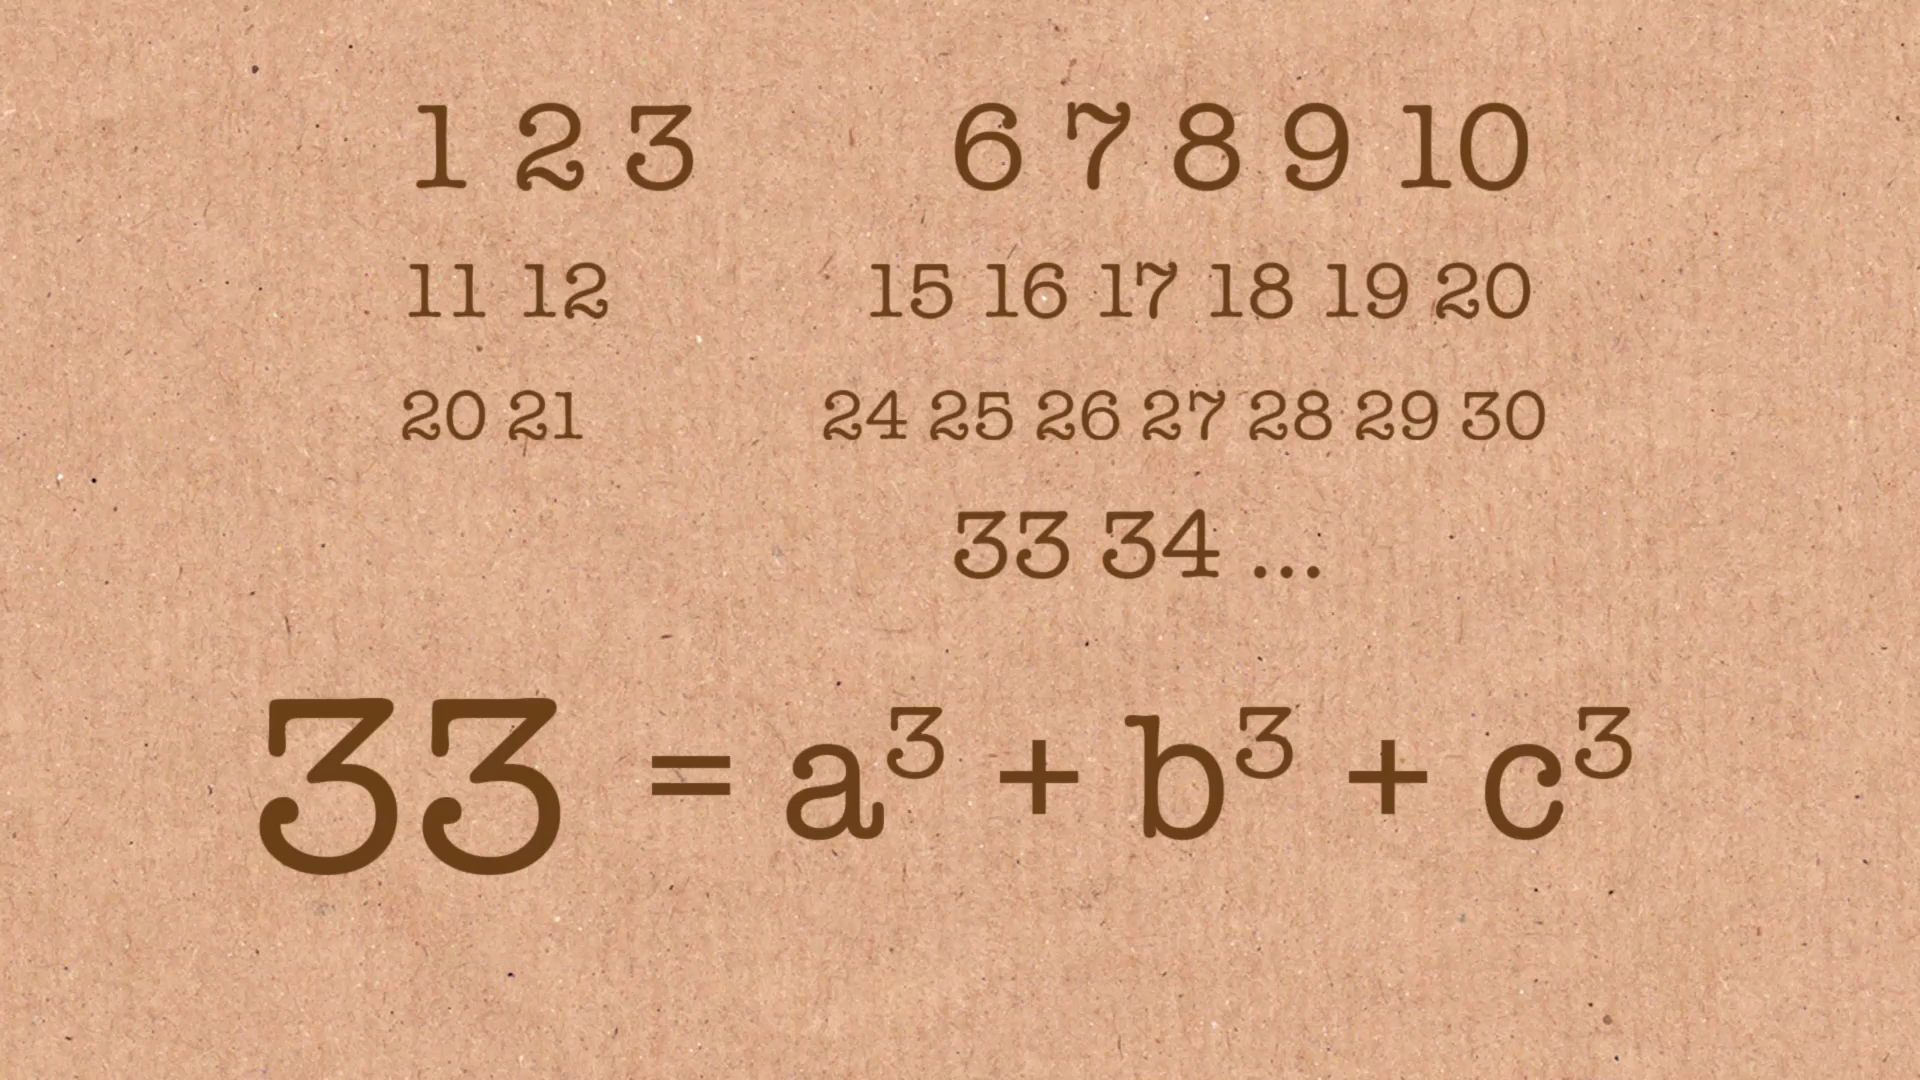 1 2 3 6 7 8 9 10
11 12 15 16 17 18 19 20
20 21 24 25 26 27 28 29 30
33 34 ...
33 = a³ + b³ + c³